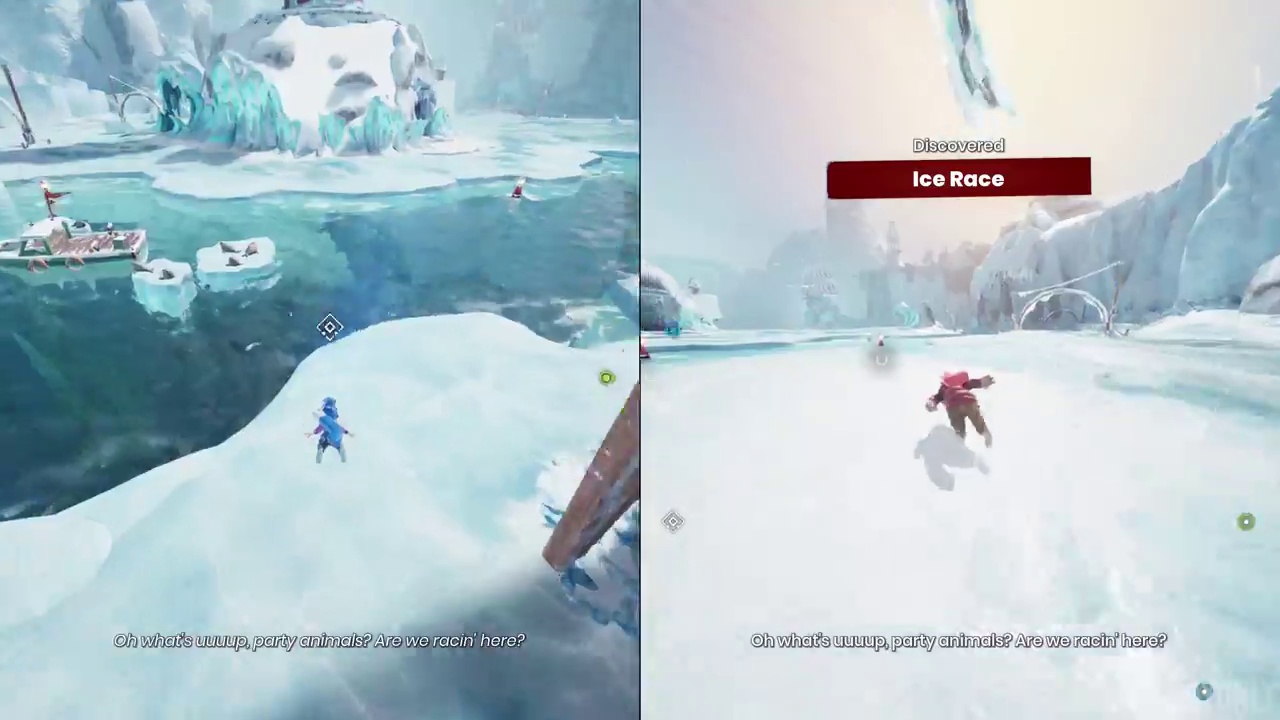 Discovered
Ice Race
Oh what's uuuup, party animals? Are we racin' here?
Oh what's uuuup, party animals? Are we racin' here?